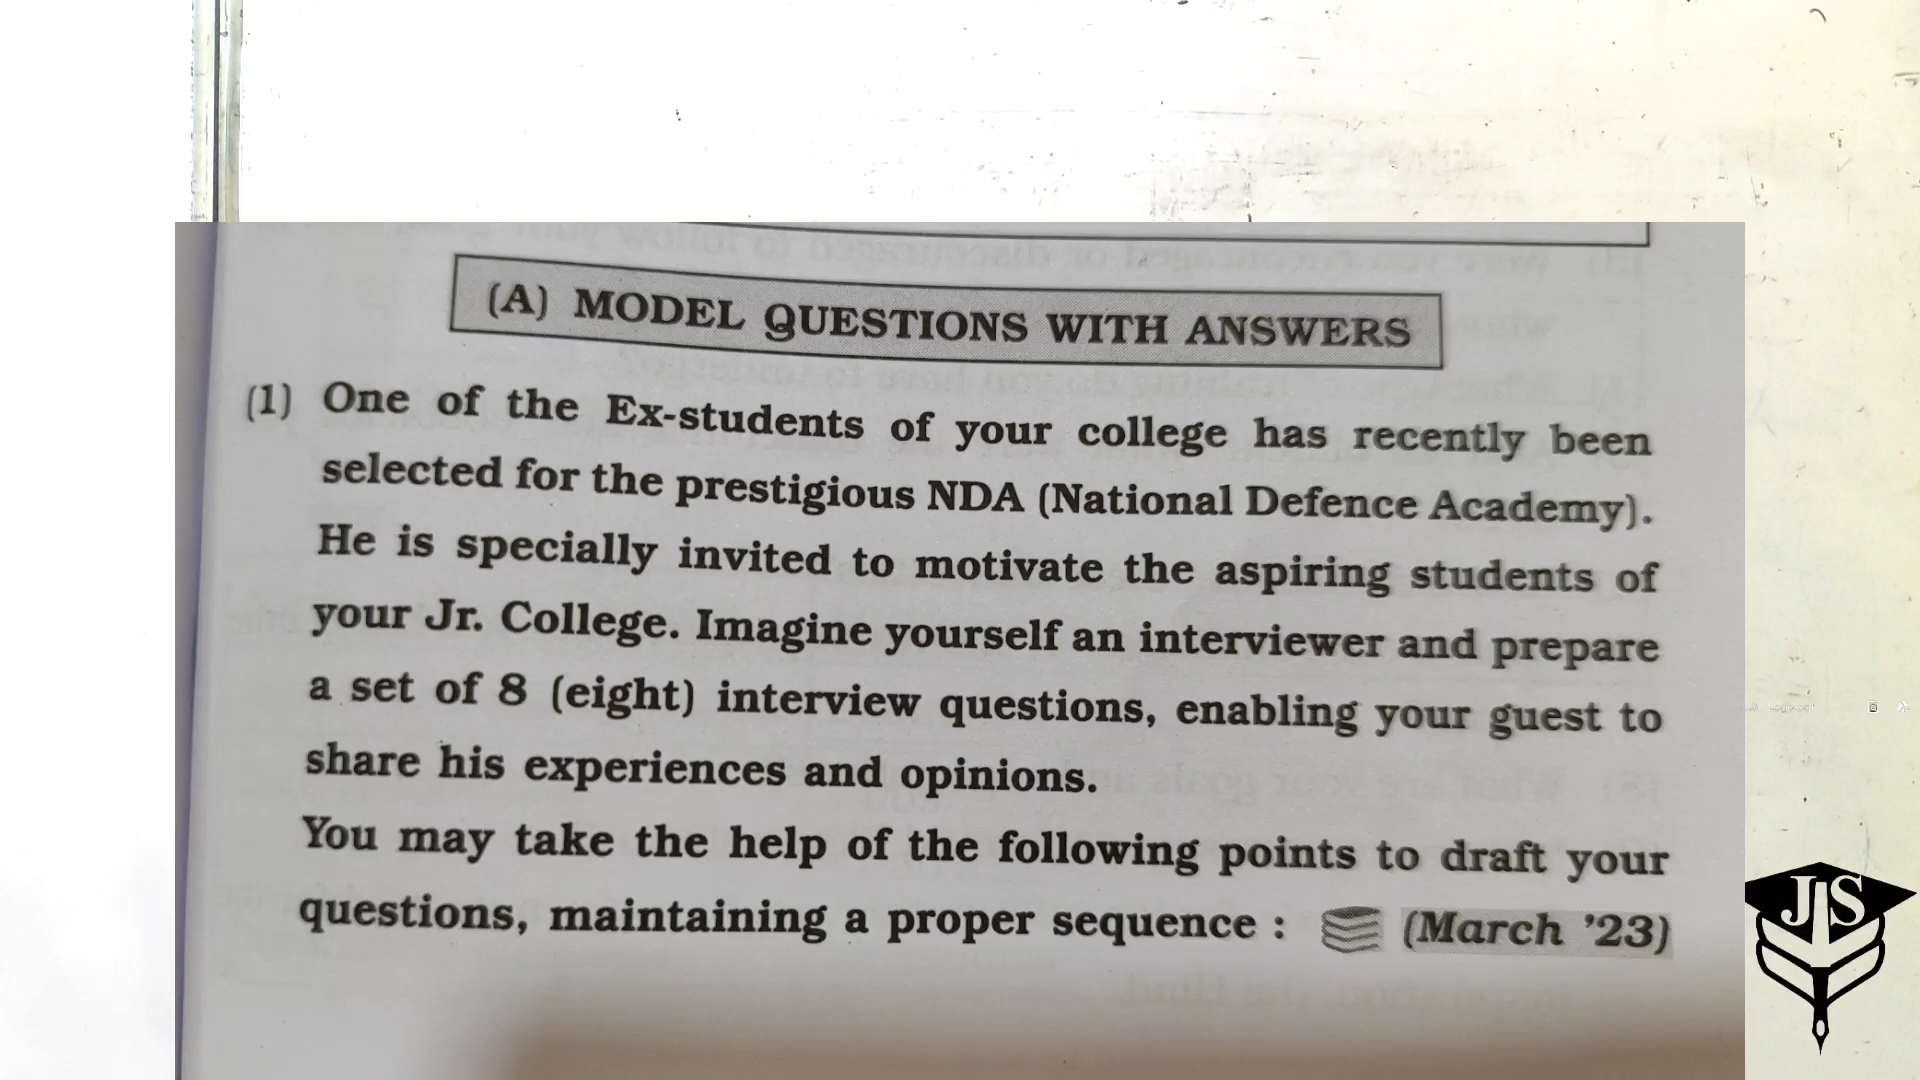 (A) MODEL QUESTIONS WITH ANSWERS
(1) One of the Ex-students of your college has recently been
selected for the prestigious NDA (National Defence Academy).
He is specially invited to motivate the aspiring students of
your Jr. College. Imagine yourself an interviewer and prepare
a set of 8 (eight) interview questions, enabling your guest to
share his experiences and opinions.
You may take the help of the following points to draft your
questions, maintaining a proper sequence : (March '23)
JS